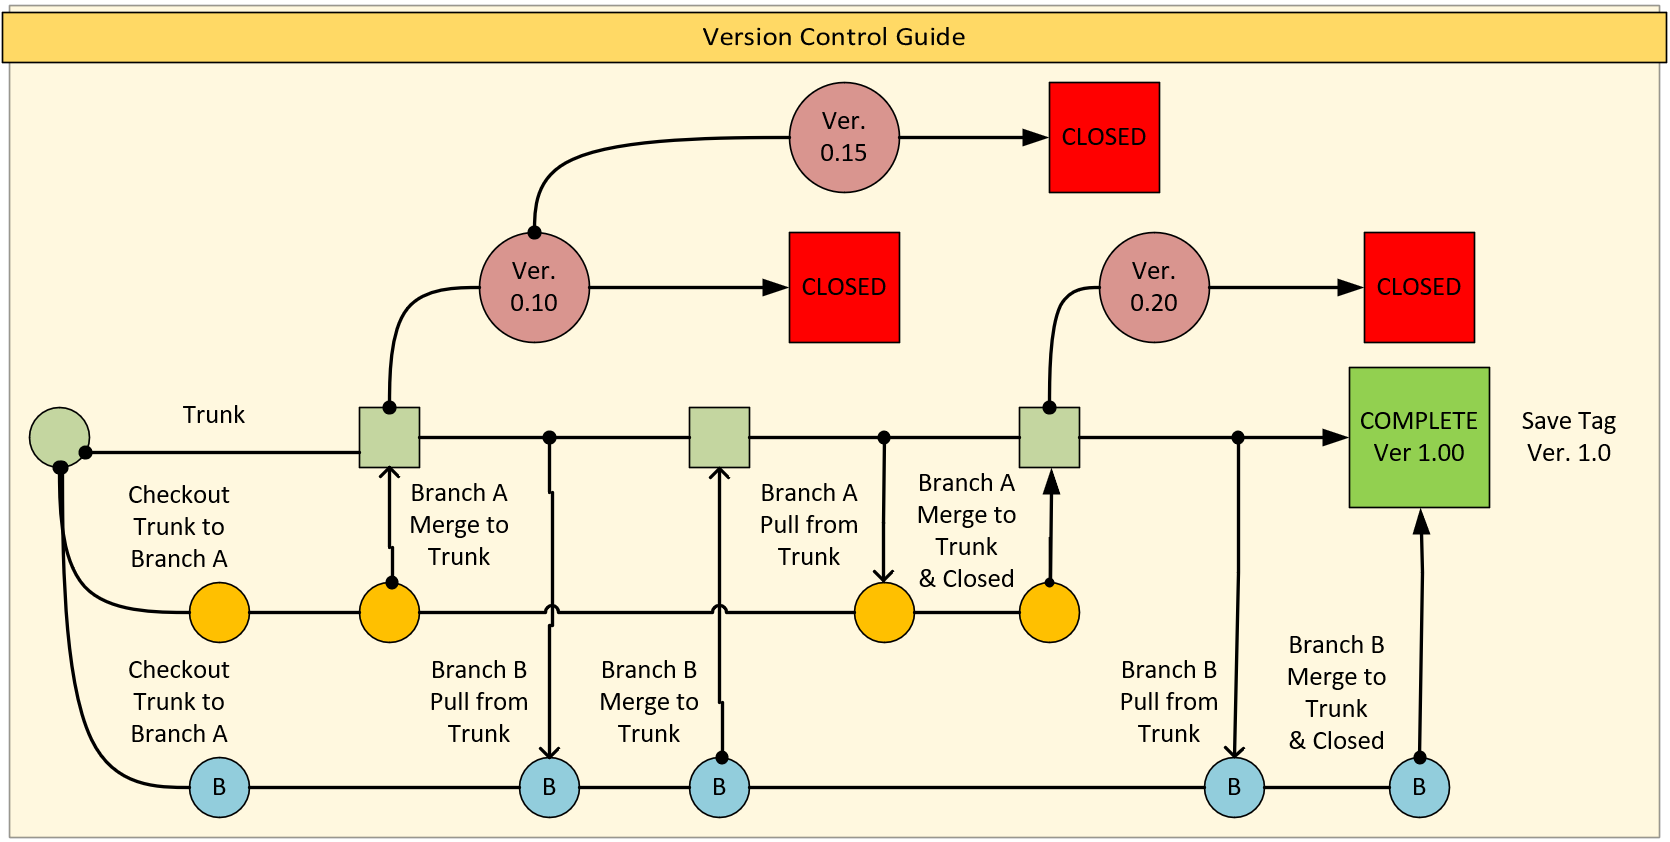 Version Control Guide
Ver.
0.15
CLOSED
Ver.
0.10
CLOSED
Ver.
0.20
CLOSED
Trunk
COMPLETE
Ver 1.00
Save Tag
Ver. 1.0
Checkout
Trunk to
Branch A
Branch A
Merge to
Trunk
Branch A
Pull from
Trunk
Branch A
Merge to
Trunk
& Closed
Checkout
Trunk to
Branch A
Branch B
Pull from
Trunk
Branch B
Merge to
Trunk
Branch B
Pull from
Trunk
Branch B
Merge to
Trunk
& Closed
B
B
B
B
B